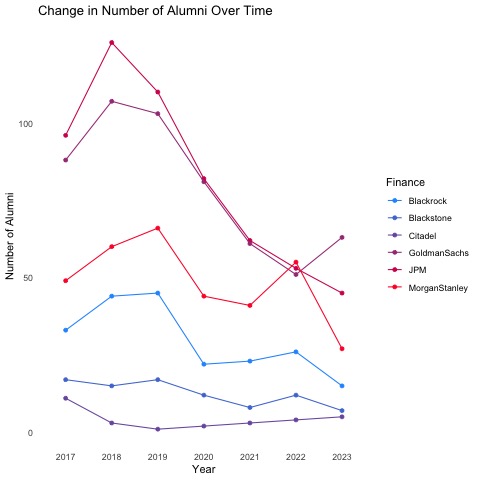 Change in Number of Alumni Over Time
Number of Alumni
100
50
0
2017 2018 2019 2020 2021 2022 2023
Year
Finance
Blackrock
Blackstone
Citadel
GoldmanSachs
JPM
MorganStanley